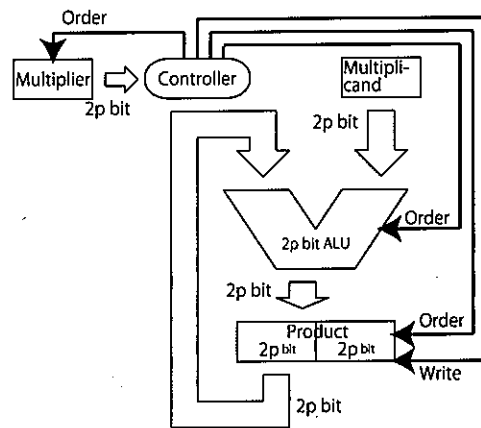 Order
Multiplier
2p bit
Controller
Multipli-
cand
2p bit
Order
2p bit ALU
2p bit
Product
2p bit
2p bit
Order
Write
2p bit